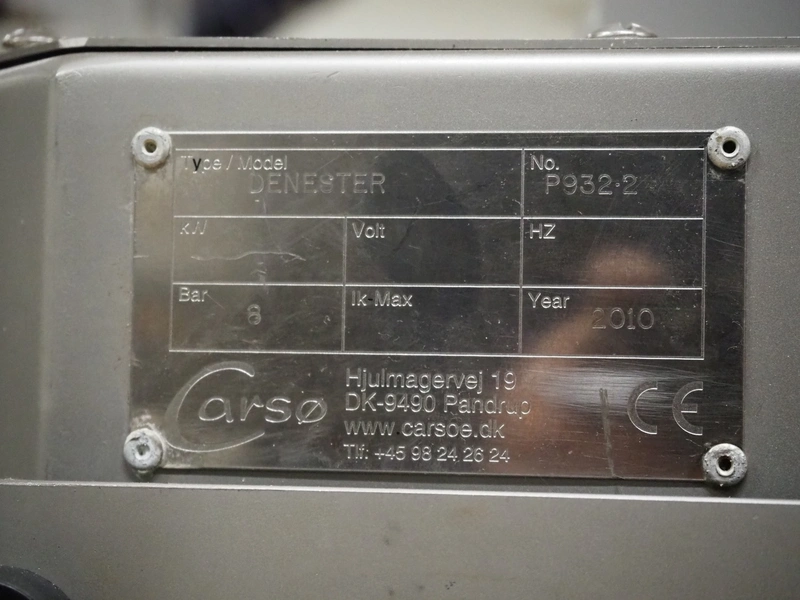 Type / Model
DENESTER
No.
P932-2
kW
Volt
HZ
Bar
8
Ik-Max
Year
2010
Carsø
Hjulmagervej 19
DK-9490 Pandrup
www.carsoe.dk
Tlf: +45 98 24 26 24
CE